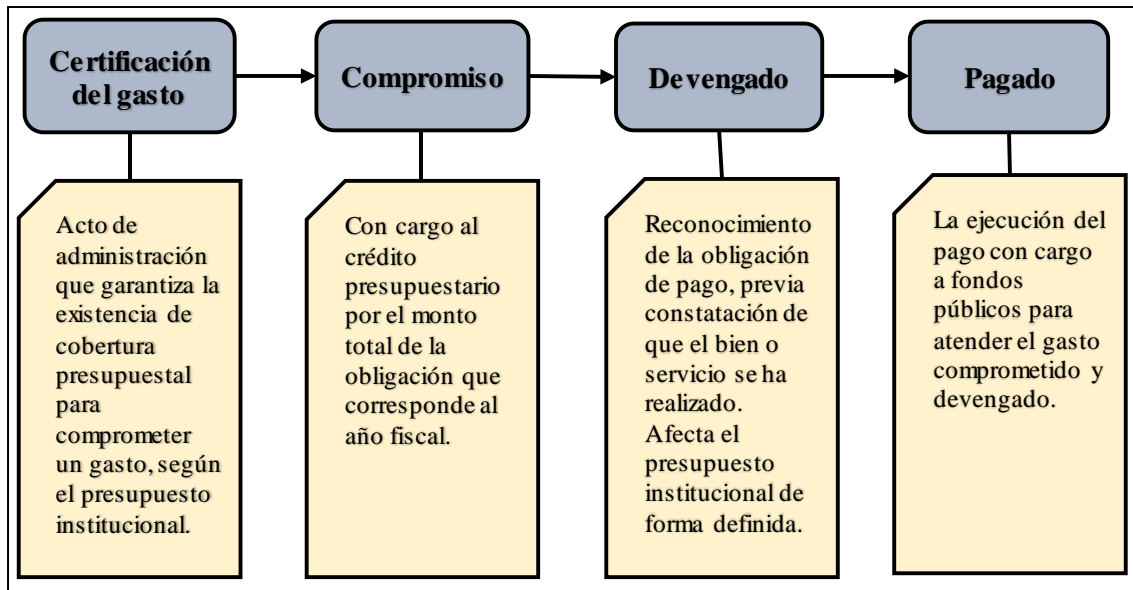 Certificación
del gasto
Compromiso
Devengado
Pagado
Acto de
administración
que garantiza la
existencia de
cobertura
presupuestal
para
comprometer
un gasto, según
el presupuesto
institucional.
Con cargo al
crédito
presupuestario
por el monto
total de la
obligación que
corresponde al
año fiscal.
Reconocimiento
de la obligación
de pago, previa
constatación de
que el bien o
servicio se ha
realizado.
Afecta el
presupuesto
institucional de
forma definida.
La ejecución del
pago con cargo
a fondos
públicos para
atender el gasto
comprometido y
devengado.